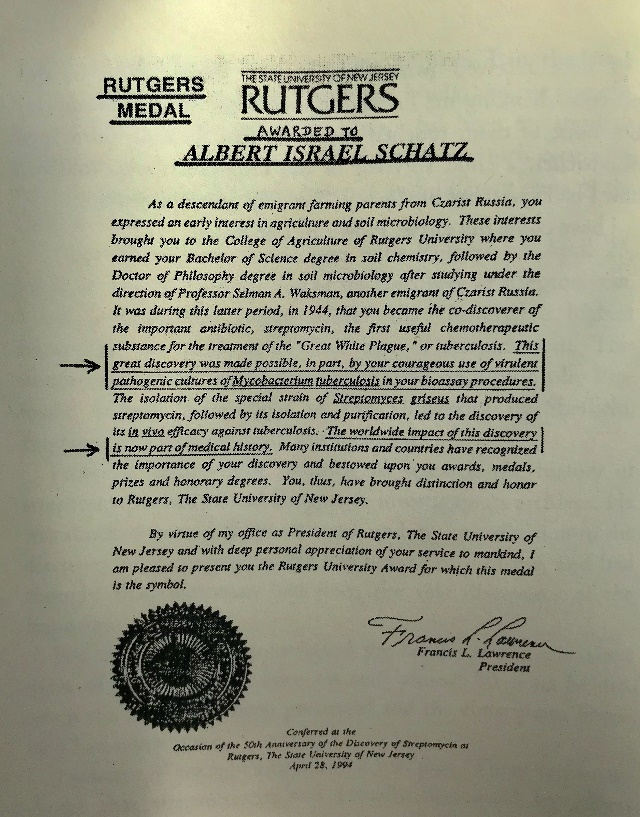 RUTGERS
MEDAL
THE STATE UNIVERSITY OF NEW JERSEY
RUTGERS
AWARDED TO
ALBERT ISRAEL SCHATZ
As a descendant of emigrant farming parents from Czarist Russia, you
expressed an early interest in agriculture and soil microbiology. These interests
brought you to the College of Agriculture of Rutgers University where you
earned your Bachelor of Science degree in soil chemistry, followed by the
Doctor of Philosophy degree in soil microbiology after studying under the
direction of Professor Selman A. Waksman, another emigrant of Czarist Russia.
It was during this latter period, in 1944, that you became the co-discoverer of
the important antibiotic, streptomycin, the first useful chemotherapeutic
substance for the treatment of the "Great White Plague," or tuberculosis. This
great discovery was made possible, in part, by your courageous use of virulent
pathogenic cultures of Mycobacterium tuberculosis in your bioassay procedures.
The isolation of the special strain of Streptomyces griseus that produced
streptomycin, followed by its isolation and purification, led to the discovery of
its in vivo efficacy against tuberculosis. The worldwide impact of this discovery
is now part of medical history. Many institutions and countries have recognized
the importance of your discovery and bestowed upon you awards, medals,
prizes and honorary degrees. You, thus, have brought distinction and honor
to Rutgers, The State University of New Jersey.
By virtue of my office as President of Rutgers, The State University of
New Jersey and with deep personal appreciation of your service to mankind, I
am pleased to present you the Rutgers University Award for which this medal
is the symbol.
Francis L. Lawrence
Francis L. Lawrence
President
Conferred at the
Occasion of the 50th Anniversary of the Discovery of Streptomycin at
Rutgers, The State University of New Jersey
April 28, 1994